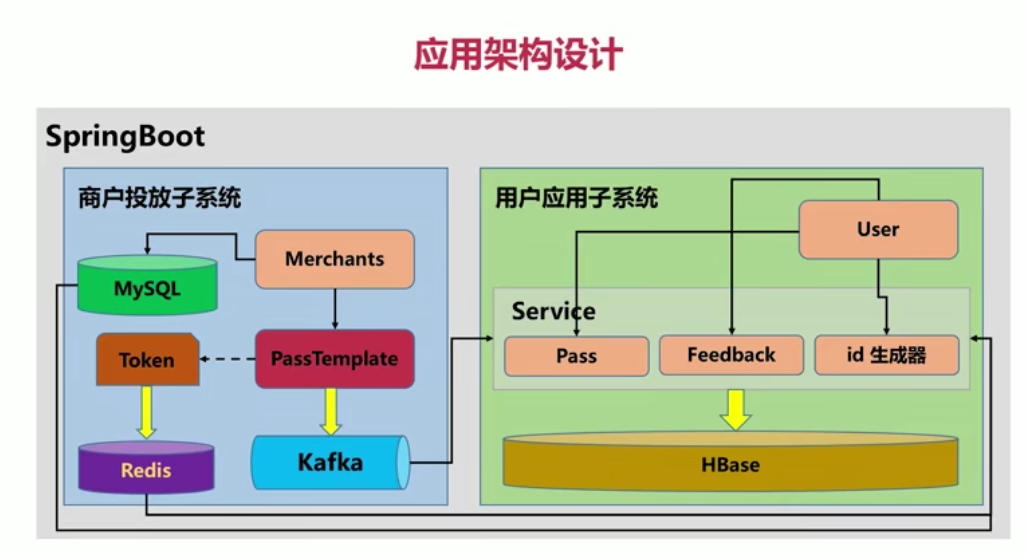 应用架构设计
SpringBoot
商户投放子系统
Merchants
MySQL
Token
PassTemplate
Redis
Kafka
用户应用子系统
User
Service
Pass
Feedback
id 生成器
HBase